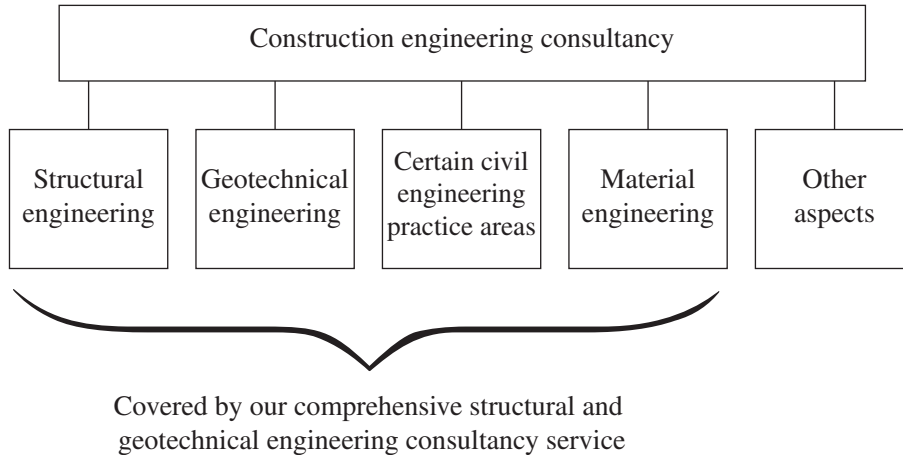 Construction engineering consultancy
Structural
engineering
Geotechnical
engineering
Certain civil
engineering
practice areas
Material
engineering
Other
aspects
Covered by our comprehensive structural and
geotechnical engineering consultancy service